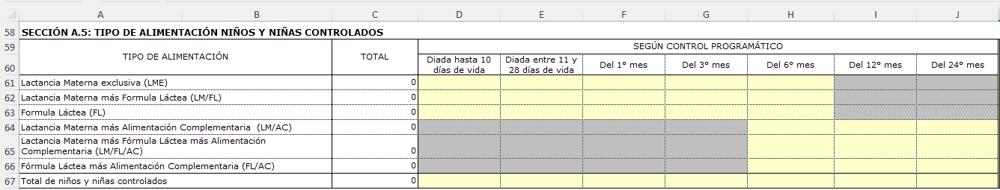 A B C D E F G H I J
58 SECCIÓN A.5: TIPO DE ALIMENTACIÓN NIÑOS Y NIÑAS CONTROLADOS
59 TIPO DE ALIMENTACIÓN TOTAL SEGÚN CONTROL PROGRAMÁTICO
60 Diada hasta 10 días de vida Diada entre 11 y 28 días de vida Del 1° mes Del 3° mes Del 6° mes Del 12° mes Del 24° mes
61 Lactancia Materna exclusiva (LME) 0
62 Lactancia Materna más Formula Láctea (LM/FL) 0
63 Formula Láctea (FL) 0
64 Lactancia Materna más Alimentación Complementaria (LM/AC) 0
Lactancia Materna más Fórmula Láctea más Alimentación
65 Complementaria (LM/FL/AC) 0
66 Fórmula Láctea más Alimentación Complementaria (FL/AC) 0
67 Total de niños y niñas controlados 0